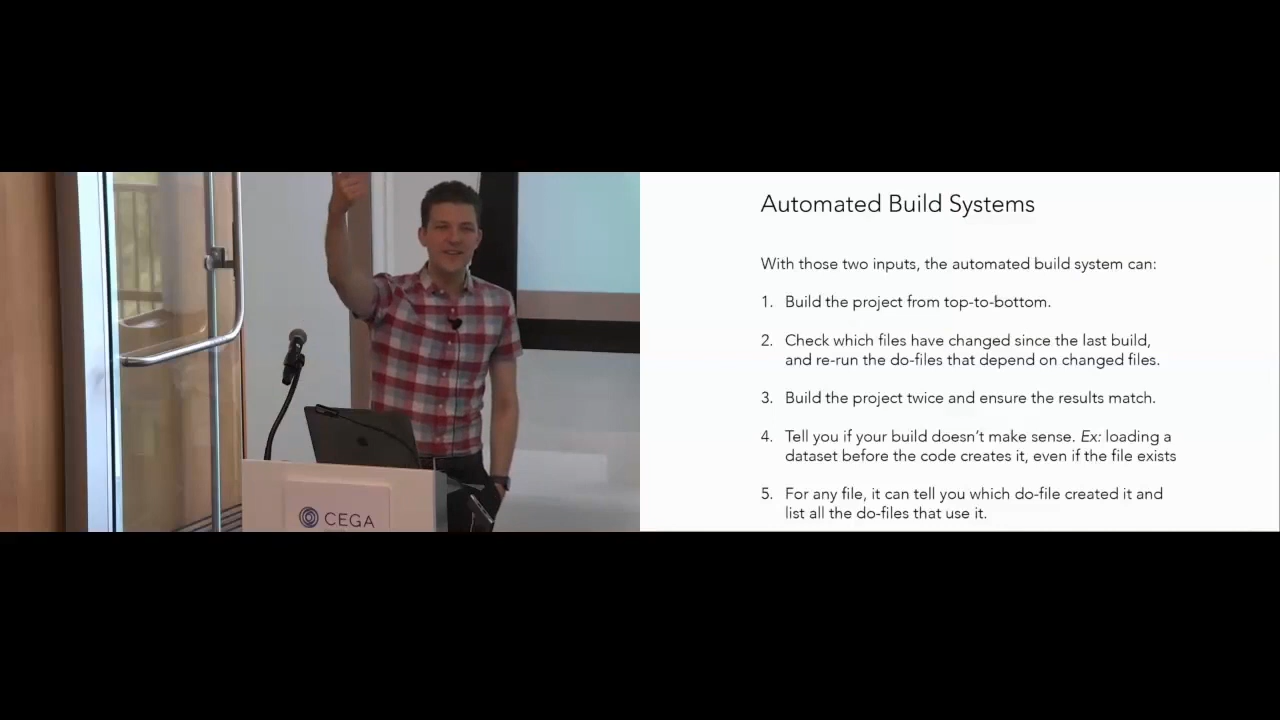 Automated Build Systems
With those two inputs, the automated build system can:
1. Build the project from top-to-bottom.
2. Check which files have changed since the last build,
and re-run the do-files that depend on changed files.
3. Build the project twice and ensure the results match.
4. Tell you if your build doesn’t make sense. Ex: loading a
dataset before the code creates it, even if the file exists
5. For any file, it can tell you which do-file created it and
list all the do-files that use it.
CEGA